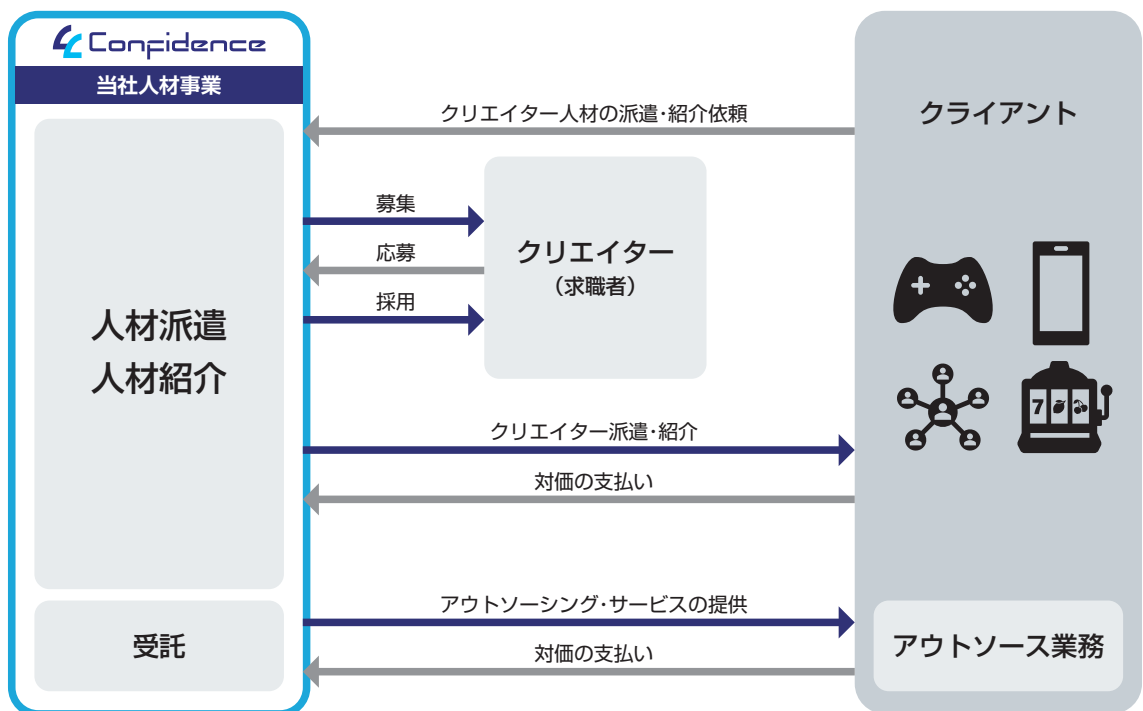 Confidence
当社人材事業
クリエイター人材の派遣・紹介依頼
クライアント
募集
応募
採用
クリエイター
（求職者）
人材派遣
人材紹介
7
クリエイター派遣・紹介
対価の支払い
アウトソーシング・サービスの提供
受託
対価の支払い
アウトソース業務